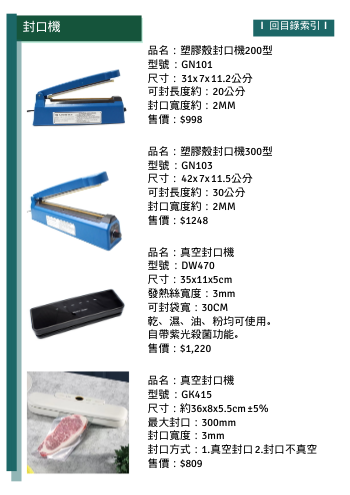 封口機
I 回目錄索引 I
品名：塑膠殼封口機200型
型號：GN101
尺寸：31x7x11.2公分
可封長度約：20公分
封口寬度約：2MM
售價：$998
品名：塑膠殼封口機300型
型號：GN103
尺寸：42x7x11.5公分
可封長度約：30公分
封口寬度約：2MM
售價：$1248
品名：真空封口機
型號：DW470
尺寸：35x11x5cm
發熱絲寬度：3mm
可封袋寬：30CM
乾、濕、油、粉均可使用。
自帶紫光殺菌功能。
售價：$1,220
品名：真空封口機
型號：GK415
尺寸：約36x8x5.5cm ±5%
最大封口：300mm
封口寬度：3mm
封口方式：1.真空封口 2.封口不真空
售價：$809